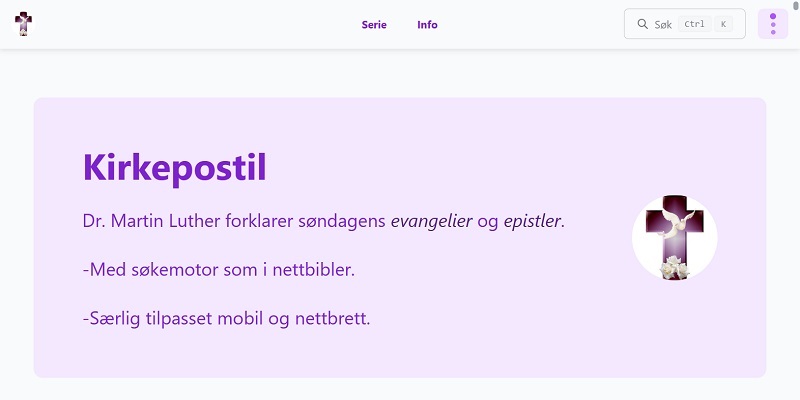 Serie Info Søk Ctrl K
Kirkepostil
Dr. Martin Luther forklarer søndagens evangelier og epistler.
-Med søkemotor som i nettbibler.
-Særlig tilpasset mobil og nettbrett.